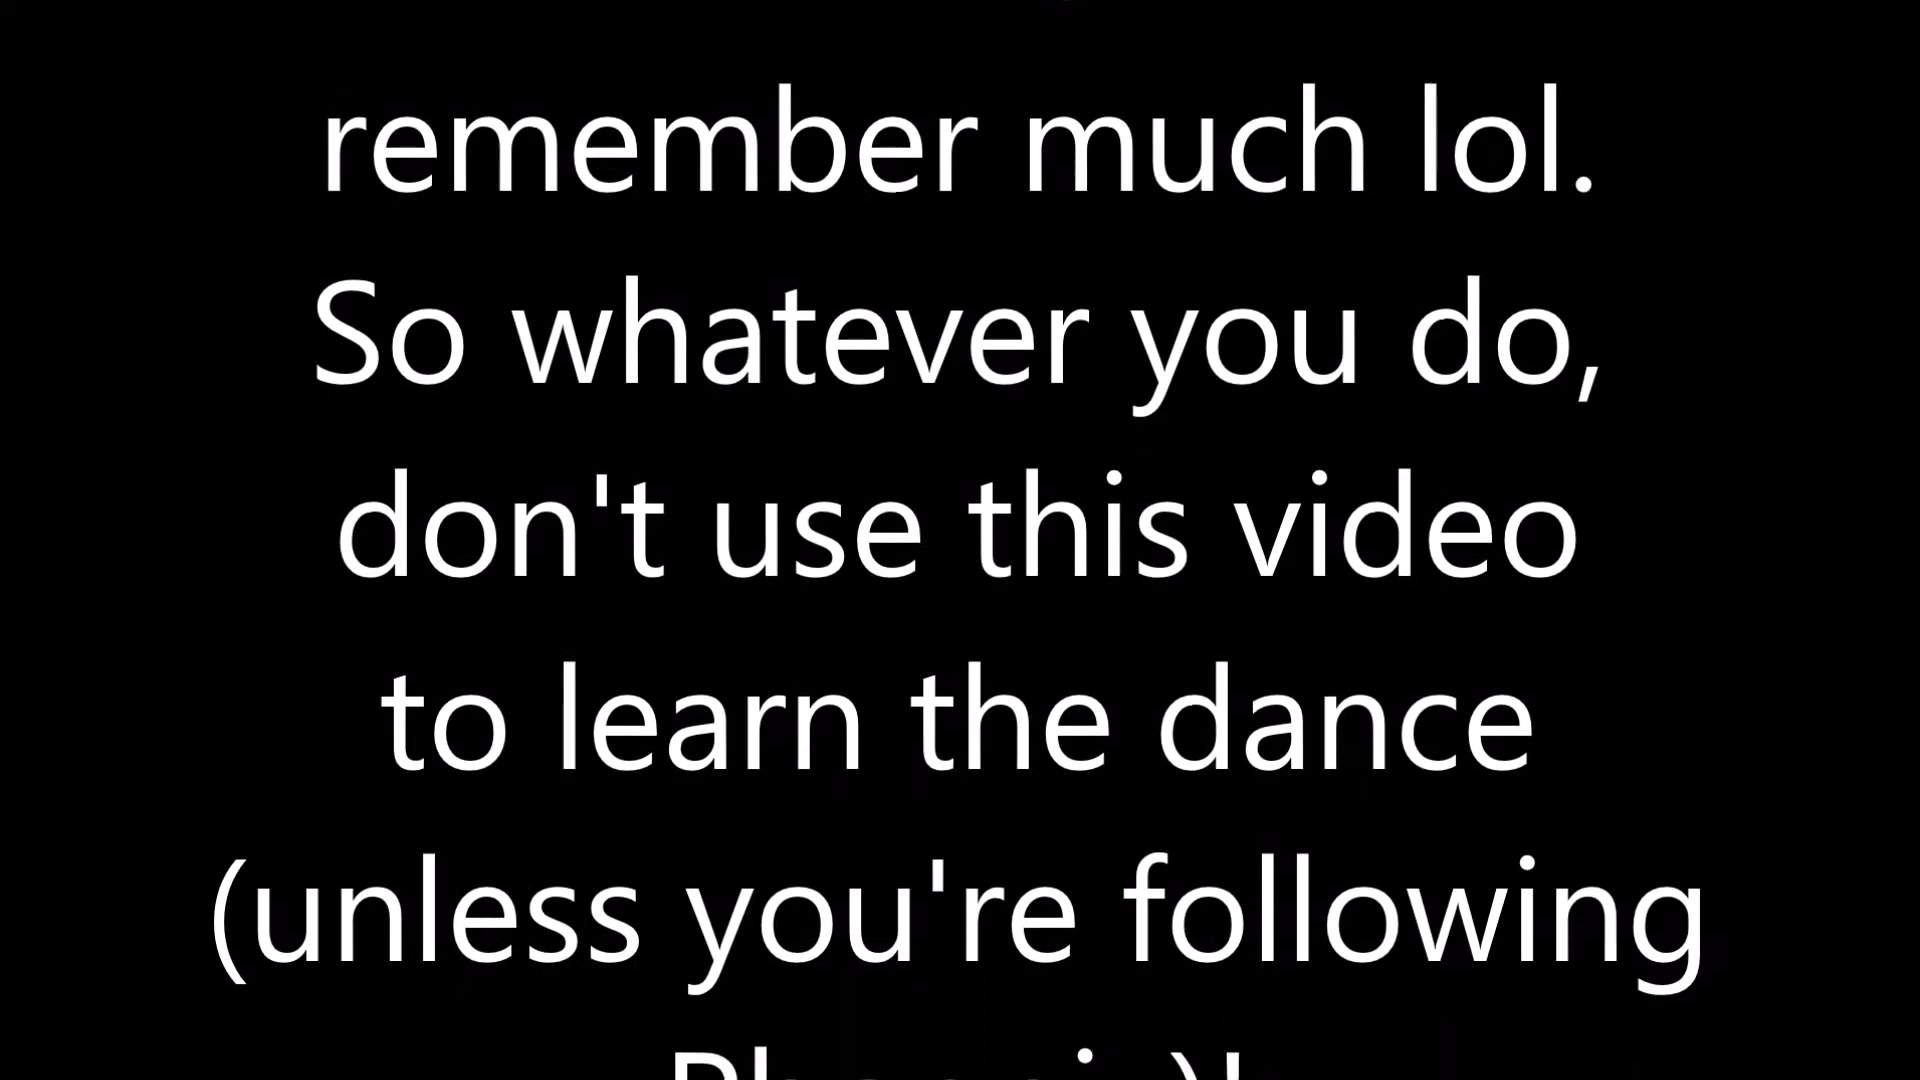 remember much lol.
So whatever you do,
don't use this video
to learn the dance
(unless you're following